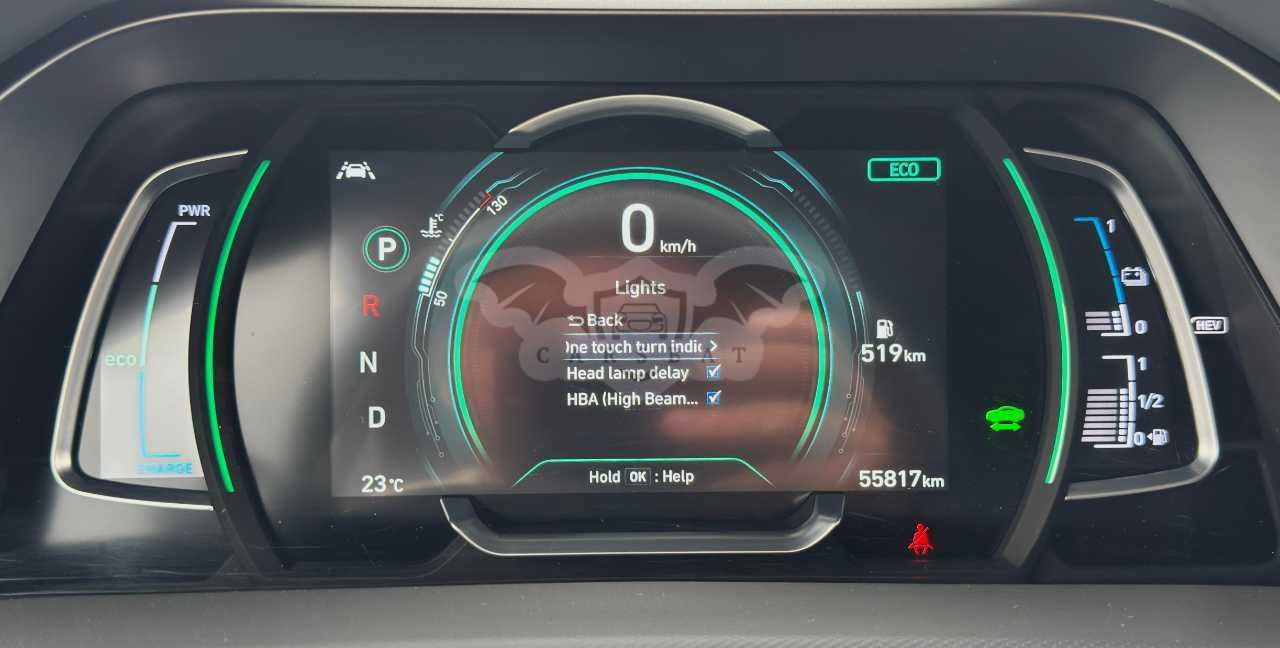 PWR
eco
CHARGE
P
R
N
D
23°C
°C
130
50
0 km/h
Lights
Back
One touch turn indic
Head lamp delay
HBA (High Beam...
Hold OK : Help
CARSBAT
ECO
519km
55817km
1
0
HEV
1
1/2
0